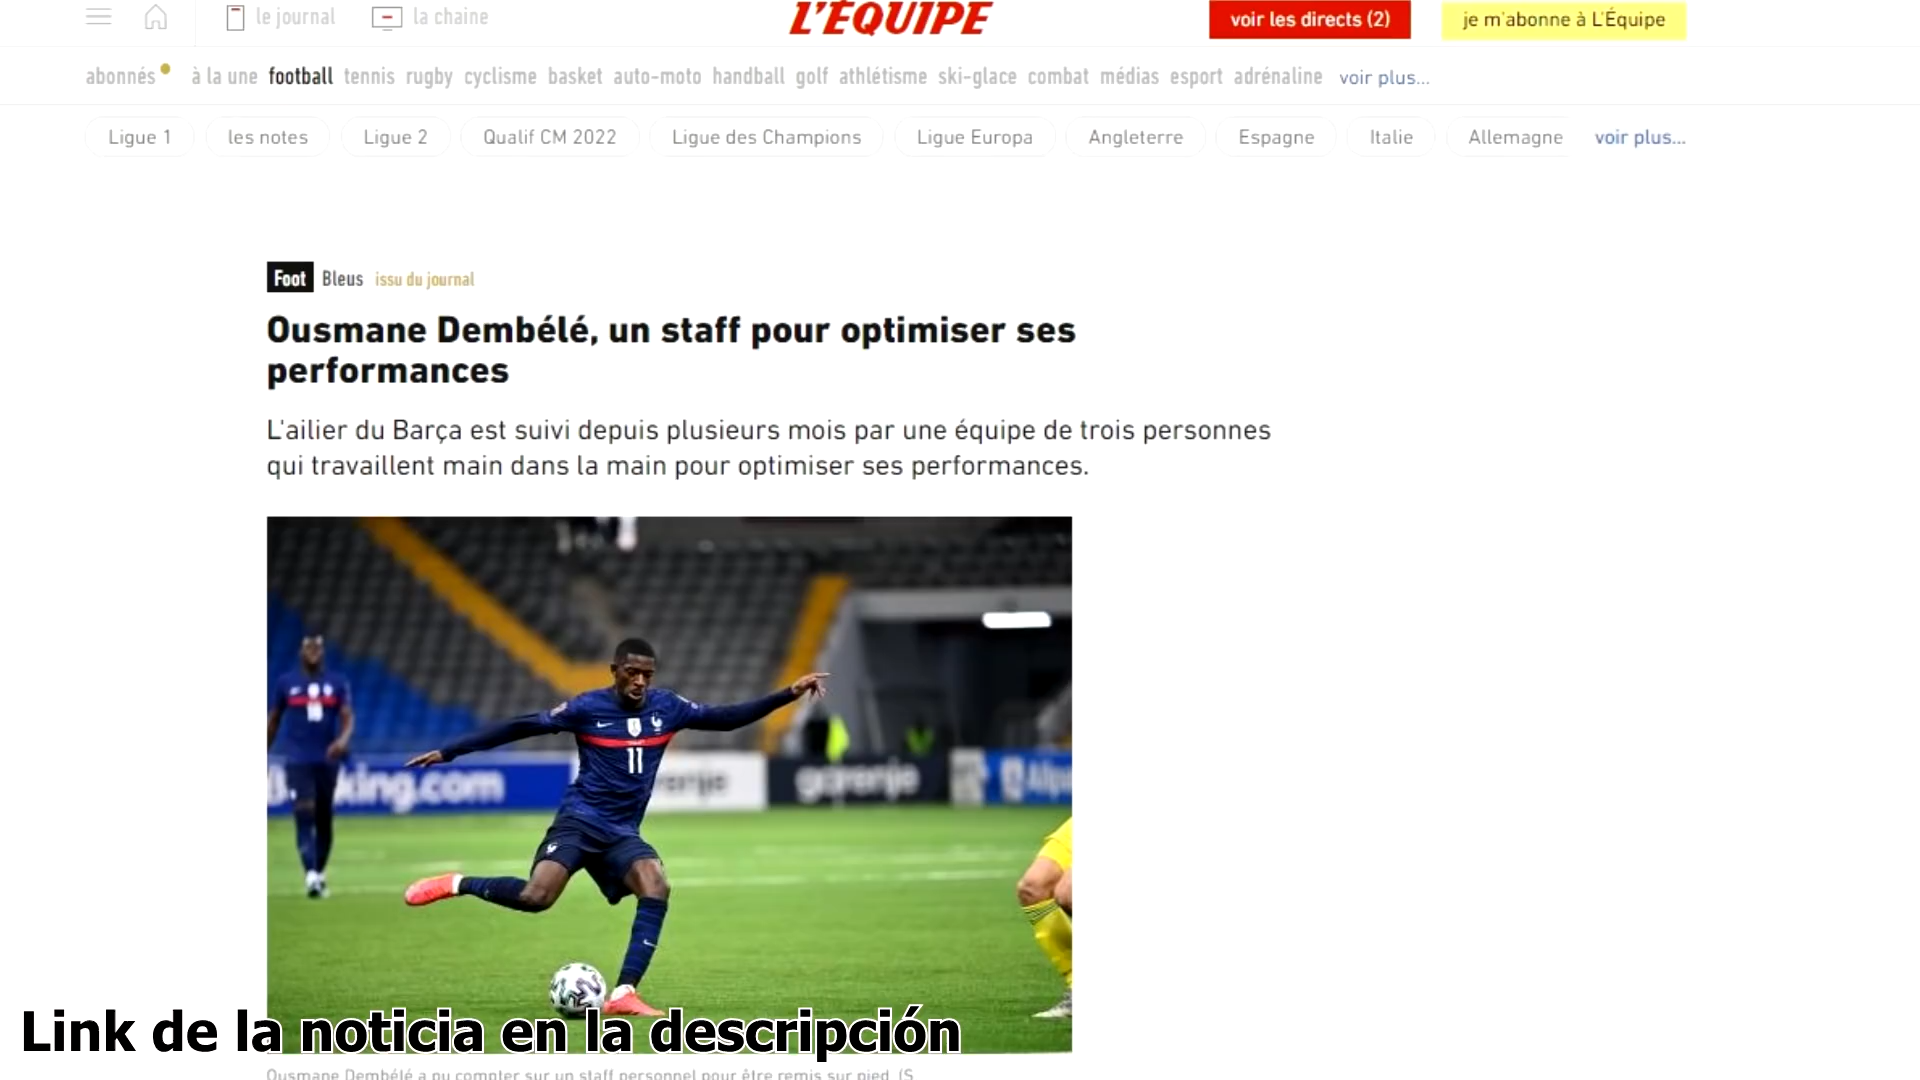 le journal
la chaine
L'ÉQUIPE
voir les directs (2)
je m'abonne à L'Équipe
abonnés à la une football tennis rugby cyclisme basket auto-moto handball golf athlétisme ski-glace combat médias esport adrénaline voir plus...
Ligue 1 les notes Ligue 2 Qualif CM 2022 Ligue des Champions Ligue Europa Angleterre Espagne Italie Allemagne voir plus...
Foot Bleus issu du journal
Ousmane Dembélé, un staff pour optimiser ses
performances
L'ailier du Barça est suivi depuis plusieurs mois par une équipe de trois personnes
qui travaillent main dans la main pour optimiser ses performances.
11
king.com
gorenje
Link de la noticia en la descripción
Ousmane Dembélé a pu compter sur un staff personnel pour être remis sur pied. (S